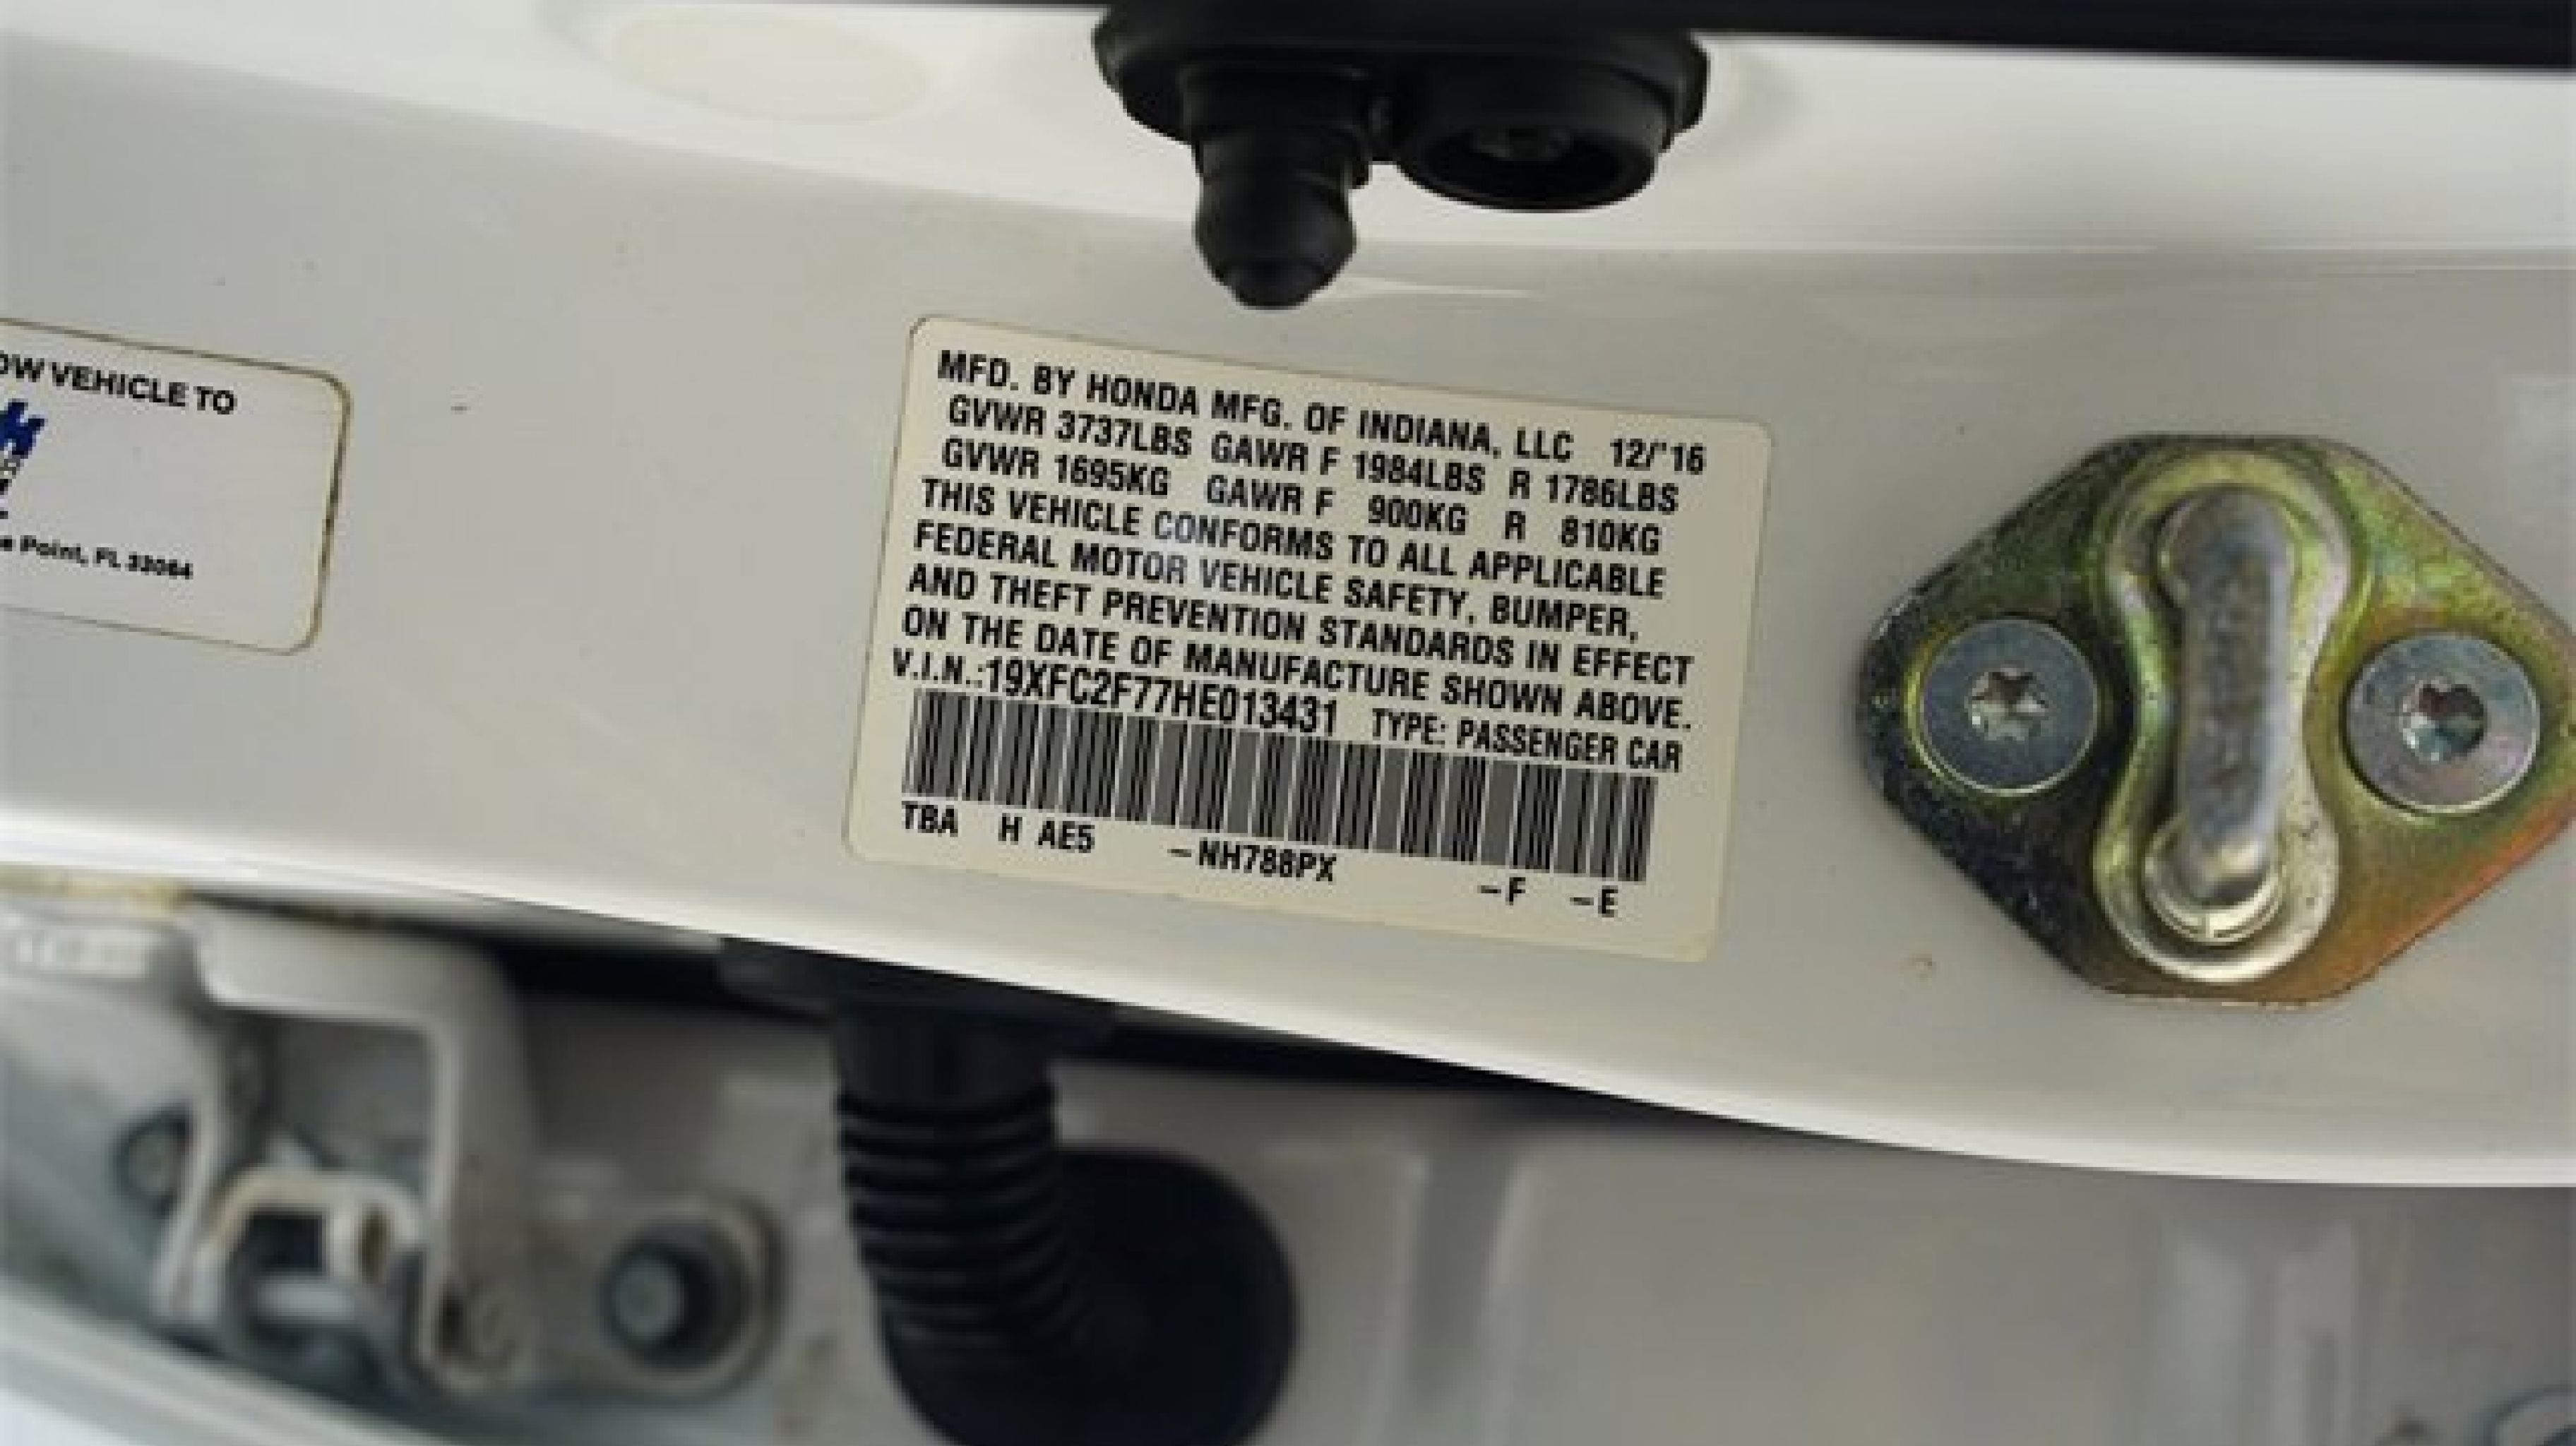 OW VEHICLE TO
e Point, FL 33064
MFD. BY HONDA MFG. OF INDIANA, LLC 12/'16
GVWR 3737LBS GAWR F 1984LBS R 1786LBS
GVWR 1695KG GAWR F 900KG R 810KG
THIS VEHICLE CONFORMS TO ALL APPLICABLE
FEDERAL MOTOR VEHICLE SAFETY, BUMPER,
AND THEFT PREVENTION STANDARDS IN EFFECT
ON THE DATE OF MANUFACTURE SHOWN ABOVE.
V.I.N.:19XFC2F77HE013431 TYPE: PASSENGER CAR
TBA H AE5 -NH788PX -F -E